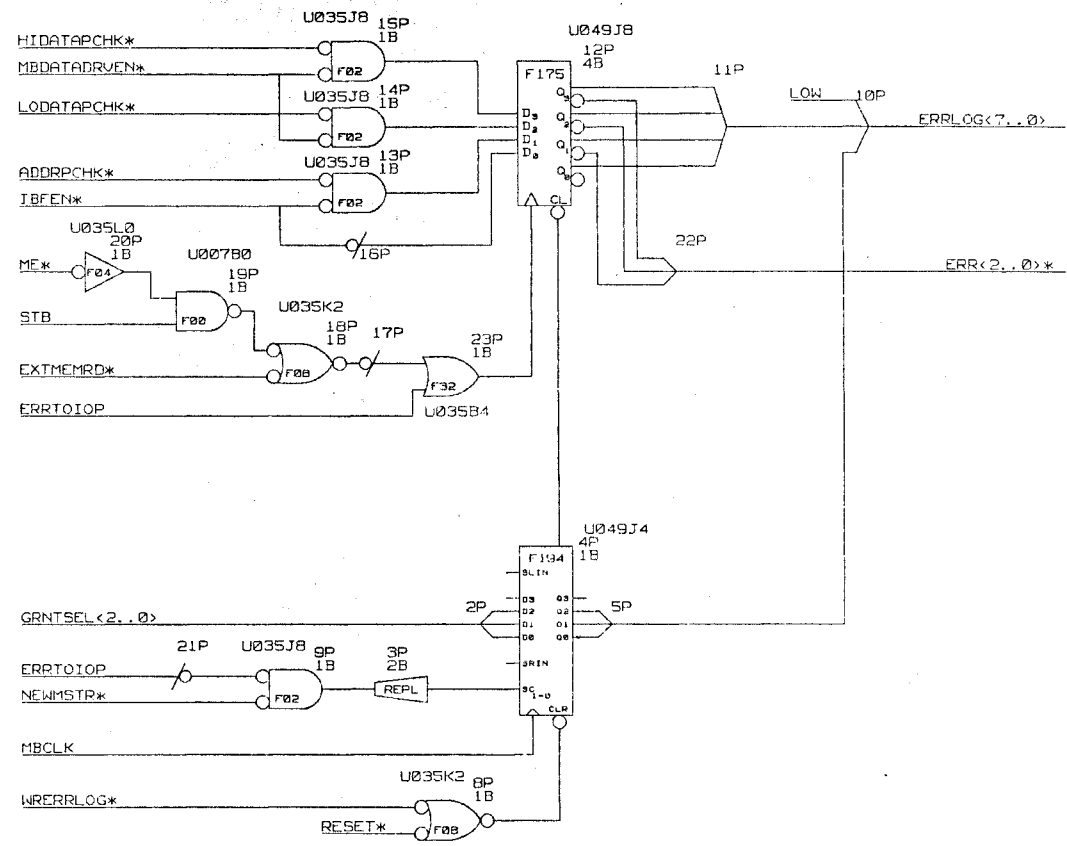 U035J8 15P
1B
HIDATAPCHK*
MBDATADRVEN*
F02
U035J8 14P
1B
LODATAPCHK*
F02
U035J8 13P
1B
ADDRPCHK*
IBFEN*
F02
16P
U049J8
12P
4B
F175
D3
D2
D1
D0
Q3
Q2
Q1
Q0
CL
11P
LOW
10P
ERRLOG<7..0>
22P
ERR<2..0>*
U035L0
20P
1B
ME*
F04
U007B0
19P
1B
STB
F00
U035K2
18P
1B
17P
EXTMEMRD*
F08
23P
1B
F32
ERRTOIOP
U035B4
U049J4
4P
1B
F194
SLIN
D3 Q3
D2 Q2
D1 Q1
D0 Q0
SRIN
SC 1-0
CLR
GRNTSEL<2..0>
2P
5P
21P
U035J8
9P
1B
3P
2B
ERRTOIOP
REPL
NEWMSTR*
F02
MBCLK
U035K2
8P
1B
WRERRLOG*
F08
RESET*